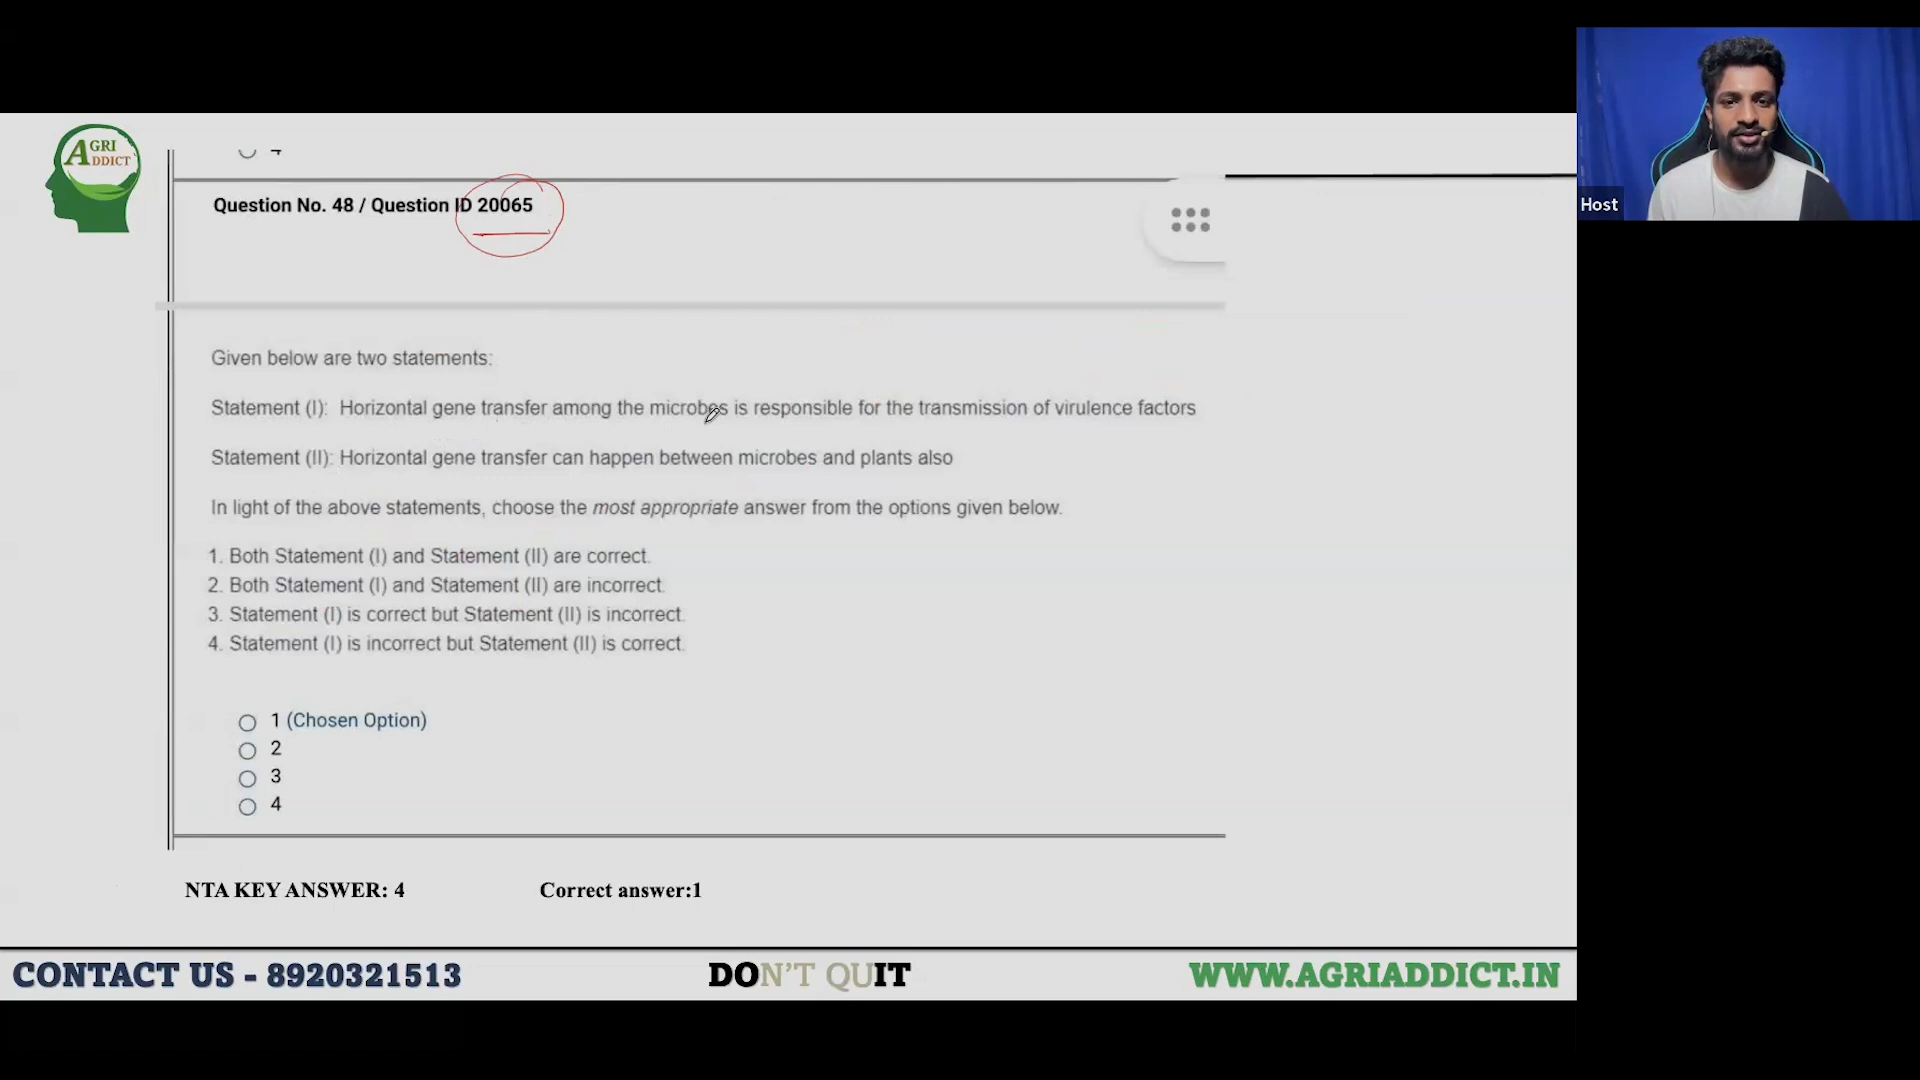 AGRI
ADDICT
4
Question No. 48 / Question ID 20065
Host
Given below are two statements:
Statement (I): Horizontal gene transfer among the microbes is responsible for the transmission of virulence factors
Statement (II): Horizontal gene transfer can happen between microbes and plants also
In light of the above statements, choose the most appropriate answer from the options given below.
1. Both Statement (I) and Statement (II) are correct.
2. Both Statement (I) and Statement (II) are incorrect.
3. Statement (I) is correct but Statement (II) is incorrect.
4. Statement (I) is incorrect but Statement (II) is correct.
1 (Chosen Option)
2
3
4
NTA KEY ANSWER: 4 Correct answer:1
CONTACT US - 8920321513 DON'T QUIT WWW.AGRIADDICT.IN